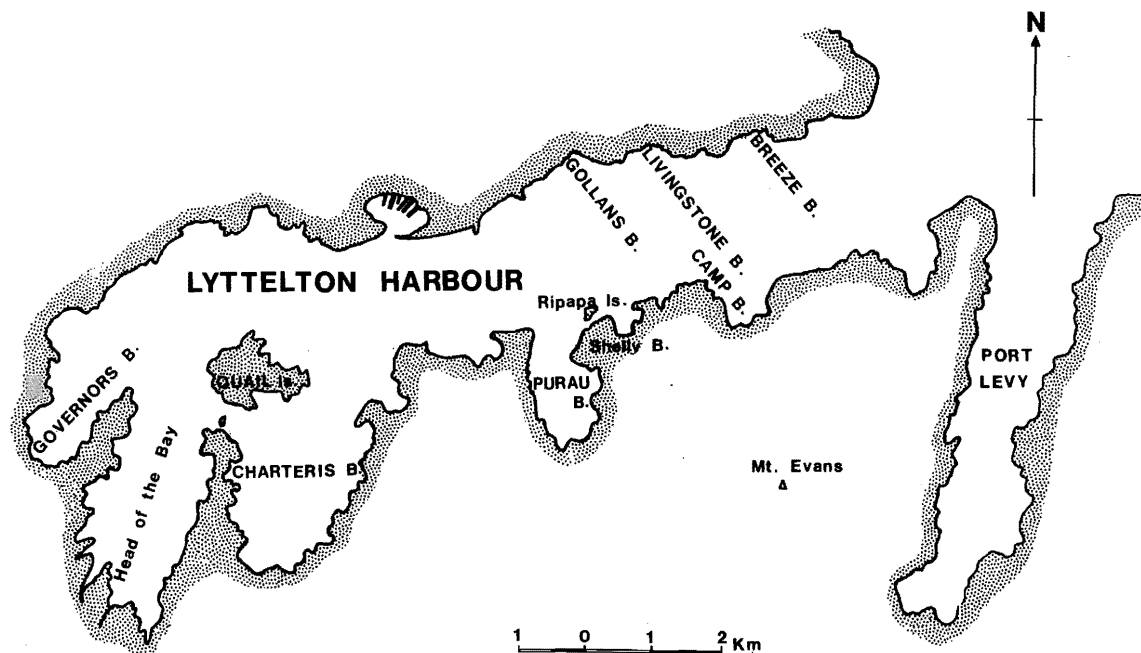 N
BREEZE B.
LIVINGSTONE B.
GOLLANS B.
CAMP B.
LYTTELTON HARBOUR
Ripapa Is.
Shelly B.
PORT
LEVY
GOVERNORS B.
QUAIL Is.
PURAU
B.
Head of the Bay
CHARTERIS B.
Mt. Evans
1 0 1 2 Km